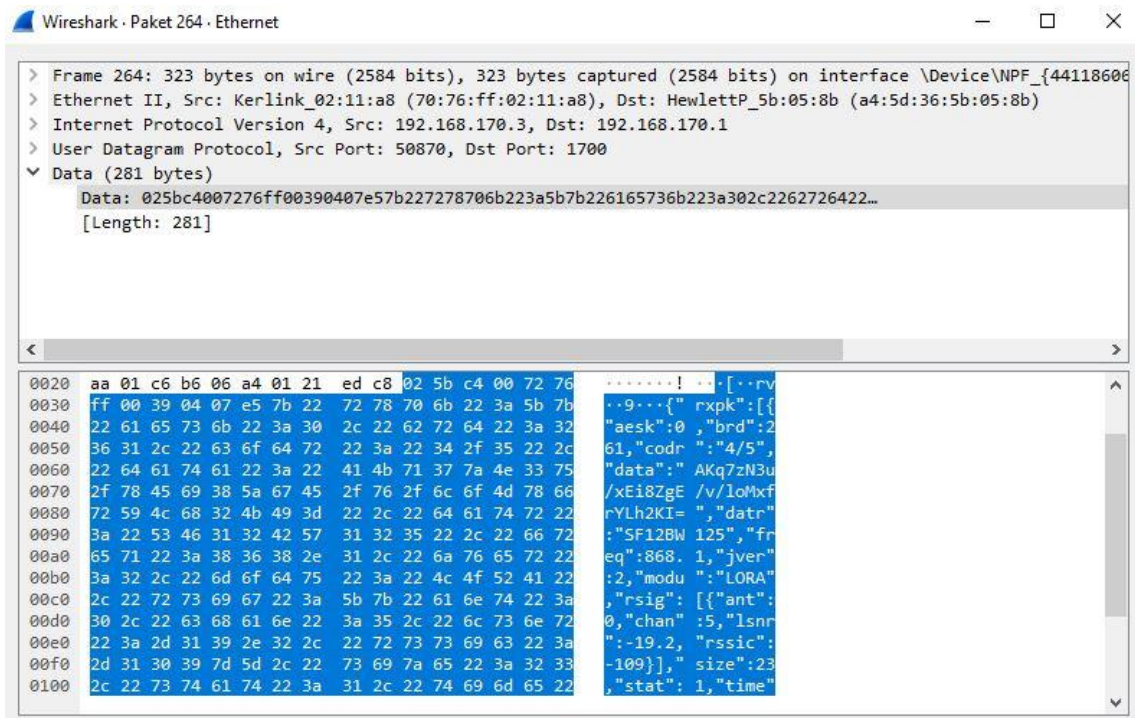 Wireshark · Paket 264 · Ethernet
Frame 264: 323 bytes on wire (2584 bits), 323 bytes captured (2584 bits) on interface \Device\NPF_{44118606
Ethernet II, Src: Kerlink_02:11:a8 (70:76:ff:02:11:a8), Dst: HewlettP_5b:05:8b (a4:5d:36:5b:05:8b)
Internet Protocol Version 4, Src: 192.168.170.3, Dst: 192.168.170.1
User Datagram Protocol, Src Port: 50870, Dst Port: 1700
Data (281 bytes)
Data: 025bc4007276ff00390407e57b227278706b223a5b7b226165736b223a302c2262726422…
[Length: 281]
0020 aa 01 c6 b6 06 a4 01 21 ed c8 02 5b c4 00 72 76 ·······! ···[··rv
0030 ff 00 39 04 07 e5 7b 22 72 78 70 6b 22 3a 5b 7b ··9···{" rxpk":[{
0040 22 61 65 73 6b 22 3a 30 2c 22 62 72 64 22 3a 32 "aesk":0 ,"brd":2
0050 36 31 2c 22 63 6f 64 72 22 3a 22 34 2f 35 22 2c 61,"codr ":"4/5",
0060 22 64 61 74 61 22 3a 22 41 4b 71 37 7a 4e 33 75 "data":" AKq7zN3u
0070 2f 78 45 69 38 5a 67 45 2f 76 2f 6c 6f 4d 78 66 /xEi8ZgE /v/loMxf
0080 72 59 4c 68 32 4b 49 3d 22 2c 22 64 61 74 72 22 rYLh2KI= ","datr"
0090 3a 22 53 46 31 32 42 57 31 32 35 22 2c 22 66 72 :"SF12BW 125","fr
00a0 65 71 22 3a 38 36 38 2e 31 2c 22 6a 76 65 72 22 eq":868. 1,"jver"
00b0 3a 32 2c 22 6d 6f 64 75 22 3a 22 4c 4f 52 41 22 :2,"modu ":"LORA"
00c0 2c 22 72 73 69 67 22 3a 5b 7b 22 61 6e 74 22 3a ,"rsig": [{"ant":
00d0 30 2c 22 63 68 61 6e 22 3a 35 2c 22 6c 73 6e 72 0,"chan" :5,"lsnr
00e0 22 3a 2d 31 39 2e 32 2c 22 72 73 73 69 63 22 3a ":-19.2, "rssic":
00f0 2d 31 30 39 7d 5d 2c 22 73 69 7a 65 22 3a 32 33 -109}]," size":23
0100 2c 22 73 74 61 74 22 3a 31 2c 22 74 69 6d 65 22 ,"stat": 1,"time"